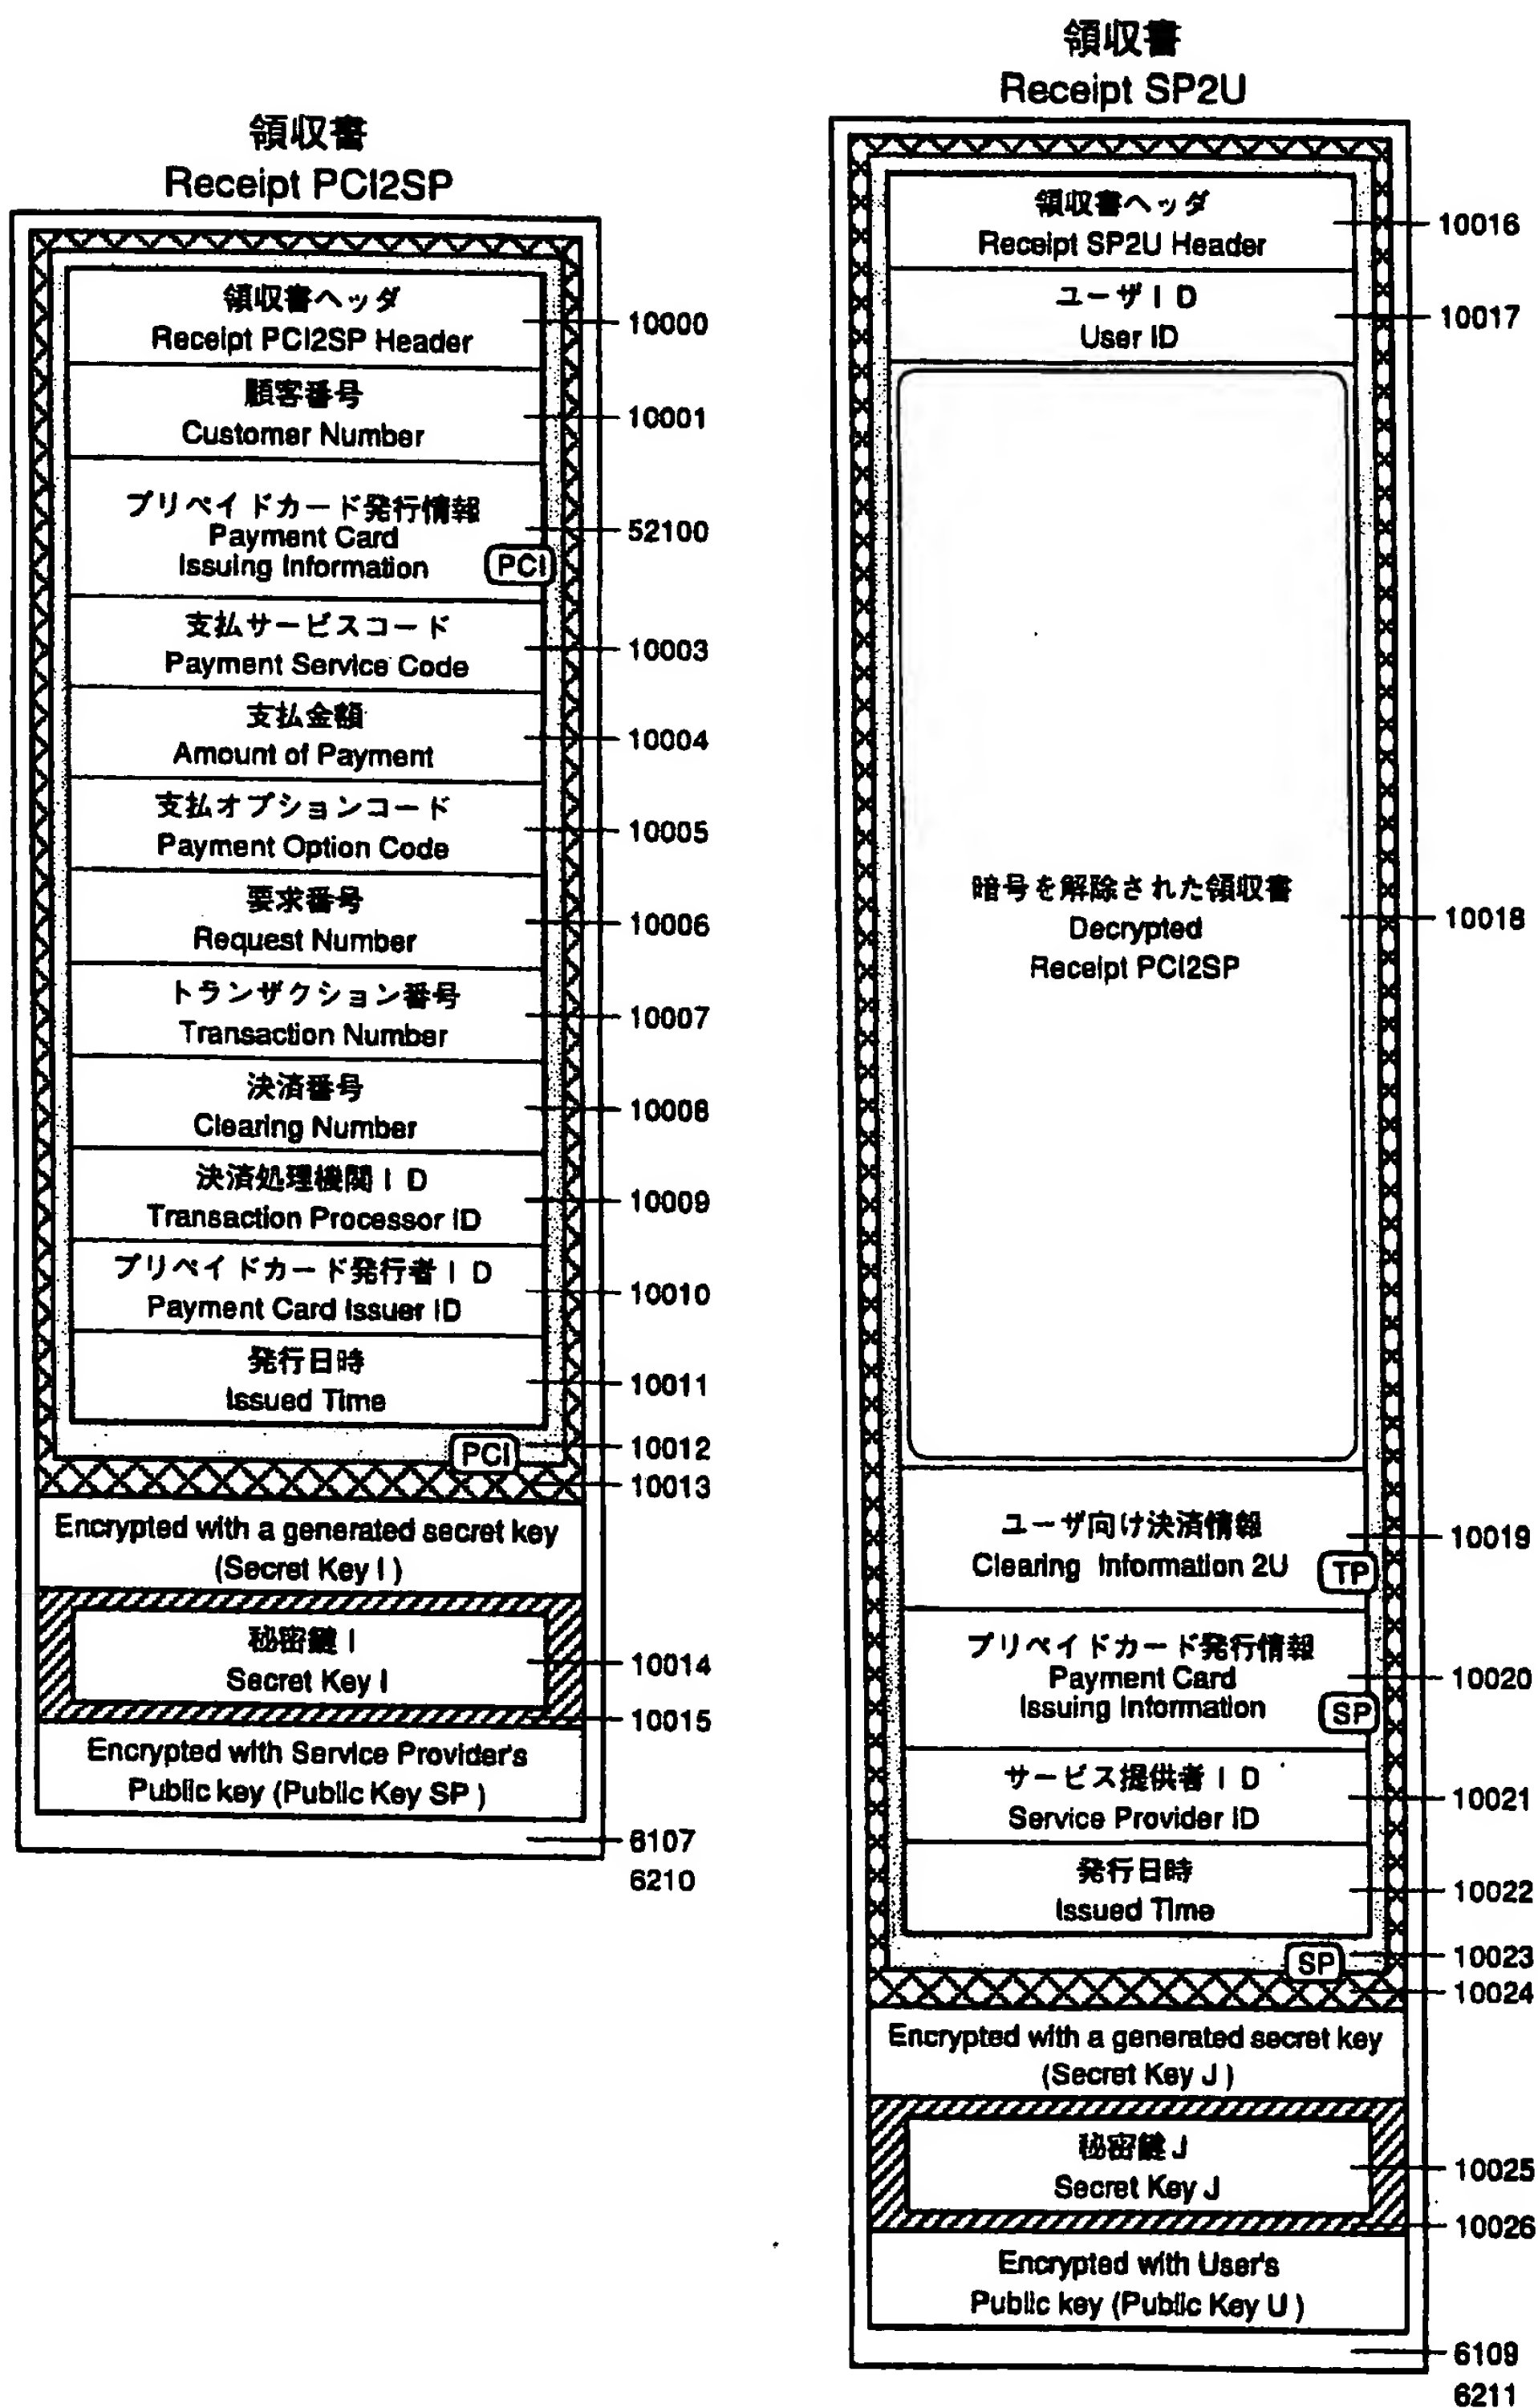 領収書
Receipt PCI2SP
領収書ヘッダ
Receipt PCI2SP Header
10000
顧客番号
Customer Number
10001
プリペイドカード発行情報
Payment Card
Issuing Information
PCI
52100
支払サービスコード
Payment Service Code
10003
支払金額
Amount of Payment
10004
支払オプションコード
Payment Option Code
10005
要求番号
Request Number
10006
トランザクション番号
Transaction Number
10007
決済番号
Clearing Number
10008
決済処理機関ID
Transaction Processor ID
10009
プリペイドカード発行者ID
Payment Card Issuer ID
10010
発行日時
Issued Time
10011
PCI
10012
10013
Encrypted with a generated secret key
(Secret Key I )
秘密鍵 I
Secret Key I
10014
10015
Encrypted with Service Provider's
Public key (Public Key SP )
6107
6210
領収書
Receipt SP2U
領収書ヘッダ
Receipt SP2U Header
10016
ユーザID
User ID
10017
暗号を解除された領収書
Decrypted
Receipt PCI2SP
10018
ユーザ向け決済情報
Clearing Information 2U
TP
10019
プリペイドカード発行情報
Payment Card
Issuing Information
SP
10020
サービス提供者ID
Service Provider ID
10021
発行日時
Issued Time
10022
SP
10023
10024
Encrypted with a generated secret key
(Secret Key J )
秘密鍵 J
Secret Key J
10025
10026
Encrypted with User's
Public key (Public Key U )
6109
6211